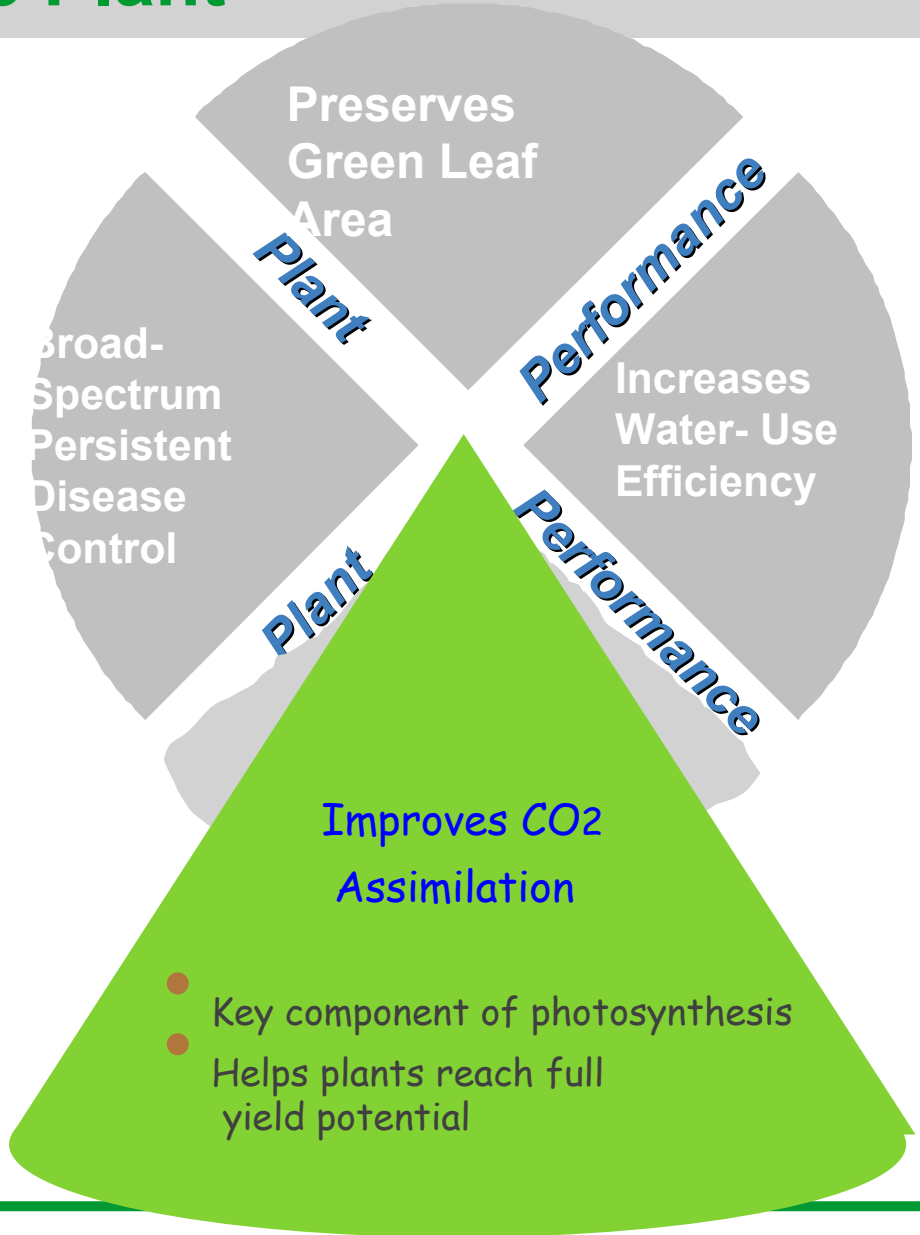 Plant
Preserves
Green Leaf
Area
Plant
Performance
Broad-
Spectrum
Persistent
Disease
Control
Increases
Water- Use
Efficiency
Plant
Performance
Improves CO2
Assimilation
Key component of photosynthesis
Helps plants reach full
yield potential